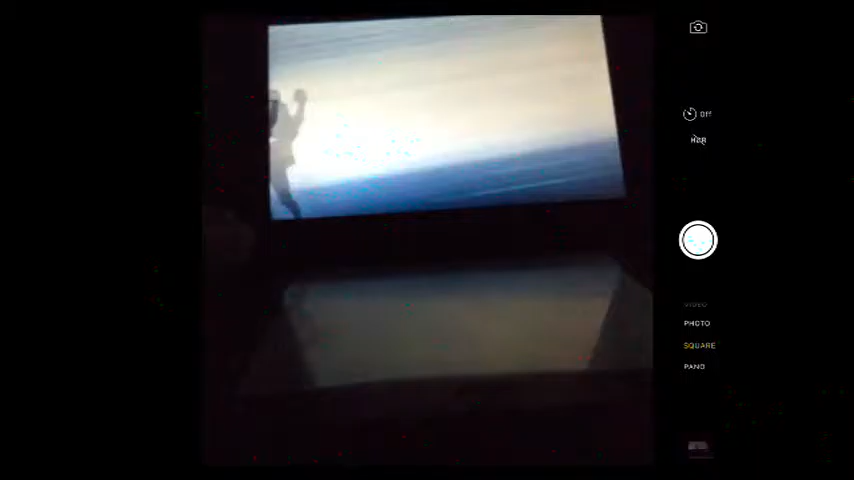 Off
HDR
VIDEO
PHOTO
SQUARE
PANO